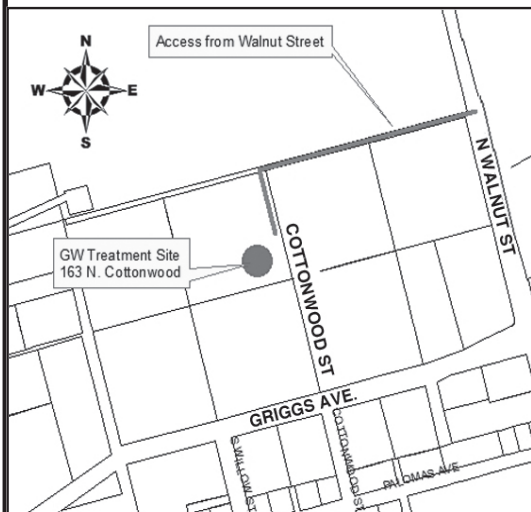 N
W E
S
Access from Walnut Street
N WALNUT ST
GW Treatment Site
163 N. Cottonwood
COTTONWOOD ST
GRIGGS AVE.
S WILLOW ST
COTTONWOOD ST
PALOMAS AVE